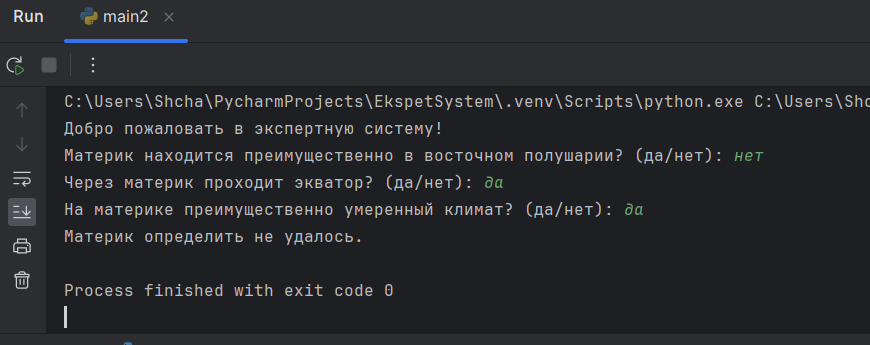 Run main2
C:\Users\Shcha\PycharmProjects\EkspetSystem\.venv\Scripts\python.exe C:\Users\Shc
Добро пожаловать в экспертную систему!
Материк находится преимущественно в восточном полушарии? (да/нет): нет
Через материк проходит экватор? (да/нет): да
На материке преимущественно умеренный климат? (да/нет): да
Материк определить не удалось.
Process finished with exit code 0